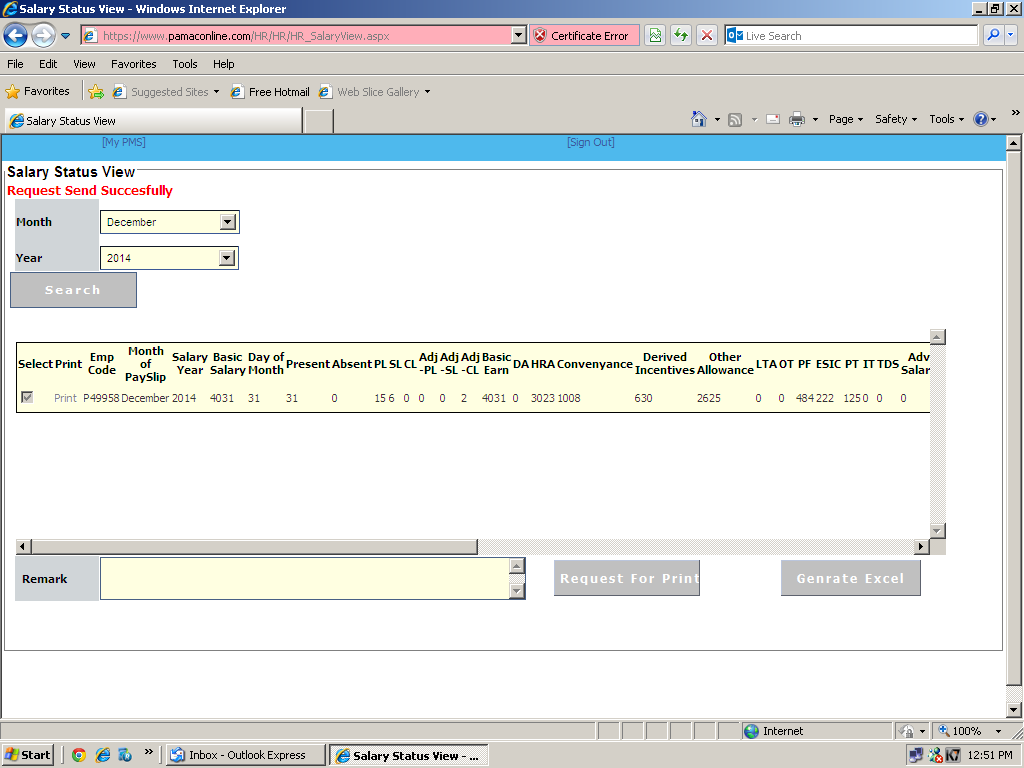 Salary Status View - Windows Internet Explorer
https://www.pamaconline.com/HR/HR/HR_SalaryView.aspx Certificate Error Live Search
File Edit View Favorites Tools Help
Favorites Suggested Sites Free Hotmail Web Slice Gallery
Salary Status View Page Safety Tools »
[My PMS] [Sign Out]
Salary Status View
Request Send Succesfully
Month December
Year 2014
Search
Select Print Emp Code Month of PaySlip Salary Year Basic Salary Day of Month Present Absent PL SL CL Adj -PL Adj -SL Adj -CL Basic Earn DA HRA Convenyance Derived Incentives Other Allowance LTA OT PF ESIC PT IT TDS Adv Salar
Print P49958 December 2014 4031 31 31 0 15 6 0 0 0 2 4031 0 3023 1008 630 2625 0 0 484 222 125 0 0 0
Remark Request For Print Genrate Excel
Internet 100%
Start » Inbox - Outlook Express Salary Status View - ... 12:51 PM